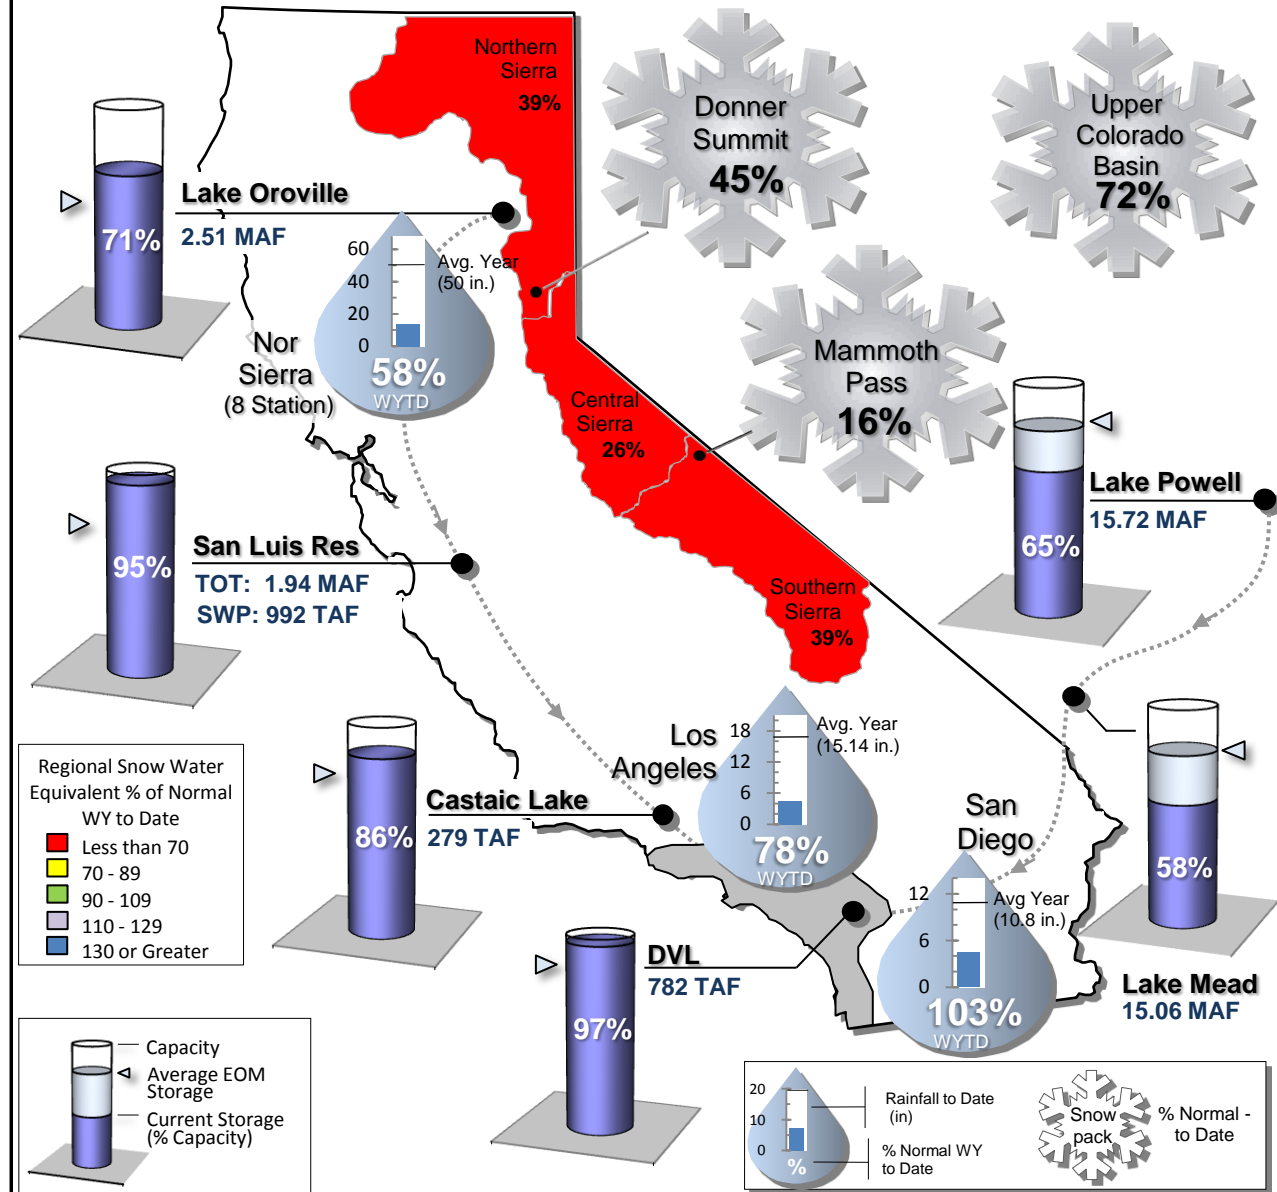 Northern
Sierra
39%
Donner
Summit
45%
Upper
Colorado
Basin
72%
Lake Oroville
2.51 MAF
71%
60
40
20
0
Avg. Year
(50 in.)
58%
WYTD
Nor
Sierra
(8 Station)
Mammoth
Pass
16%
Central
Sierra
26%
Lake Powell
15.72 MAF
65%
San Luis Res
TOT: 1.94 MAF
SWP: 992 TAF
95%
Southern
Sierra
39%
Los
Angeles
18
12
6
0
Avg. Year
(15.14 in.)
78%
WYTD
Castaic Lake
279 TAF
86%
San
Diego
12
6
0
Avg Year
(10.8 in.)
103%
WYTD
58%
Lake Mead
15.06 MAF
DVL
782 TAF
97%
Regional Snow Water
Equivalent % of Normal
WY to Date
Less than 70
70 - 89
90 - 109
110 - 129
130 or Greater
Capacity
Average EOM
Storage
Current Storage
(% Capacity)
20
10
0
%
Rainfall to Date
(in)
% Normal WY
to Date
Snow
pack
% Normal -
to Date